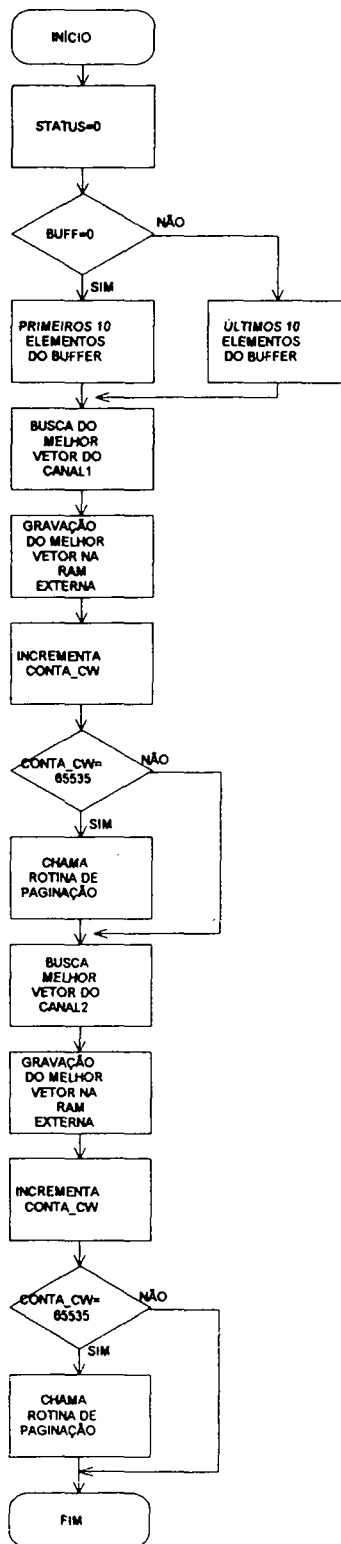 INÍCIO
STATUS=0
BUFF=0
NÃO
SIM
PRIMEIROS 10
ELEMENTOS
DO BUFFER
ÚLTIMOS 10
ELEMENTOS
DO BUFFER
BUSCA DO
MELHOR
VETOR DO
CANAL1
GRAVAÇÃO
DO MELHOR
VETOR NA
RAM
EXTERNA
INCREMENTA
CONTA_CW
CONTA_CW=
65535
NÃO
SIM
CHAMA
ROTINA DE
PAGINAÇÃO
BUSCA
MELHOR
VETOR DO
CANAL2
GRAVAÇÃO
DO MELHOR
VETOR NA
RAM
EXTERNA
INCREMENTA
CONTA_CW
CONTA_CW=
65535
NÃO
SIM
CHAMA
ROTINA DE
PAGINAÇÃO
FIM